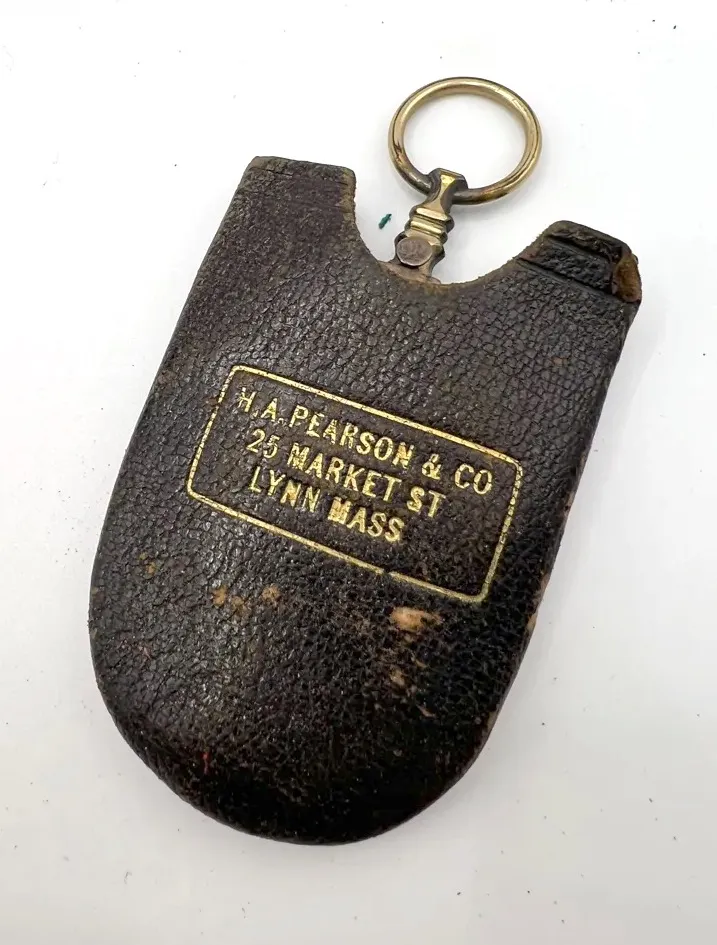 H.A. PEARSON & CO
25 MARKET ST
LYNN MASS